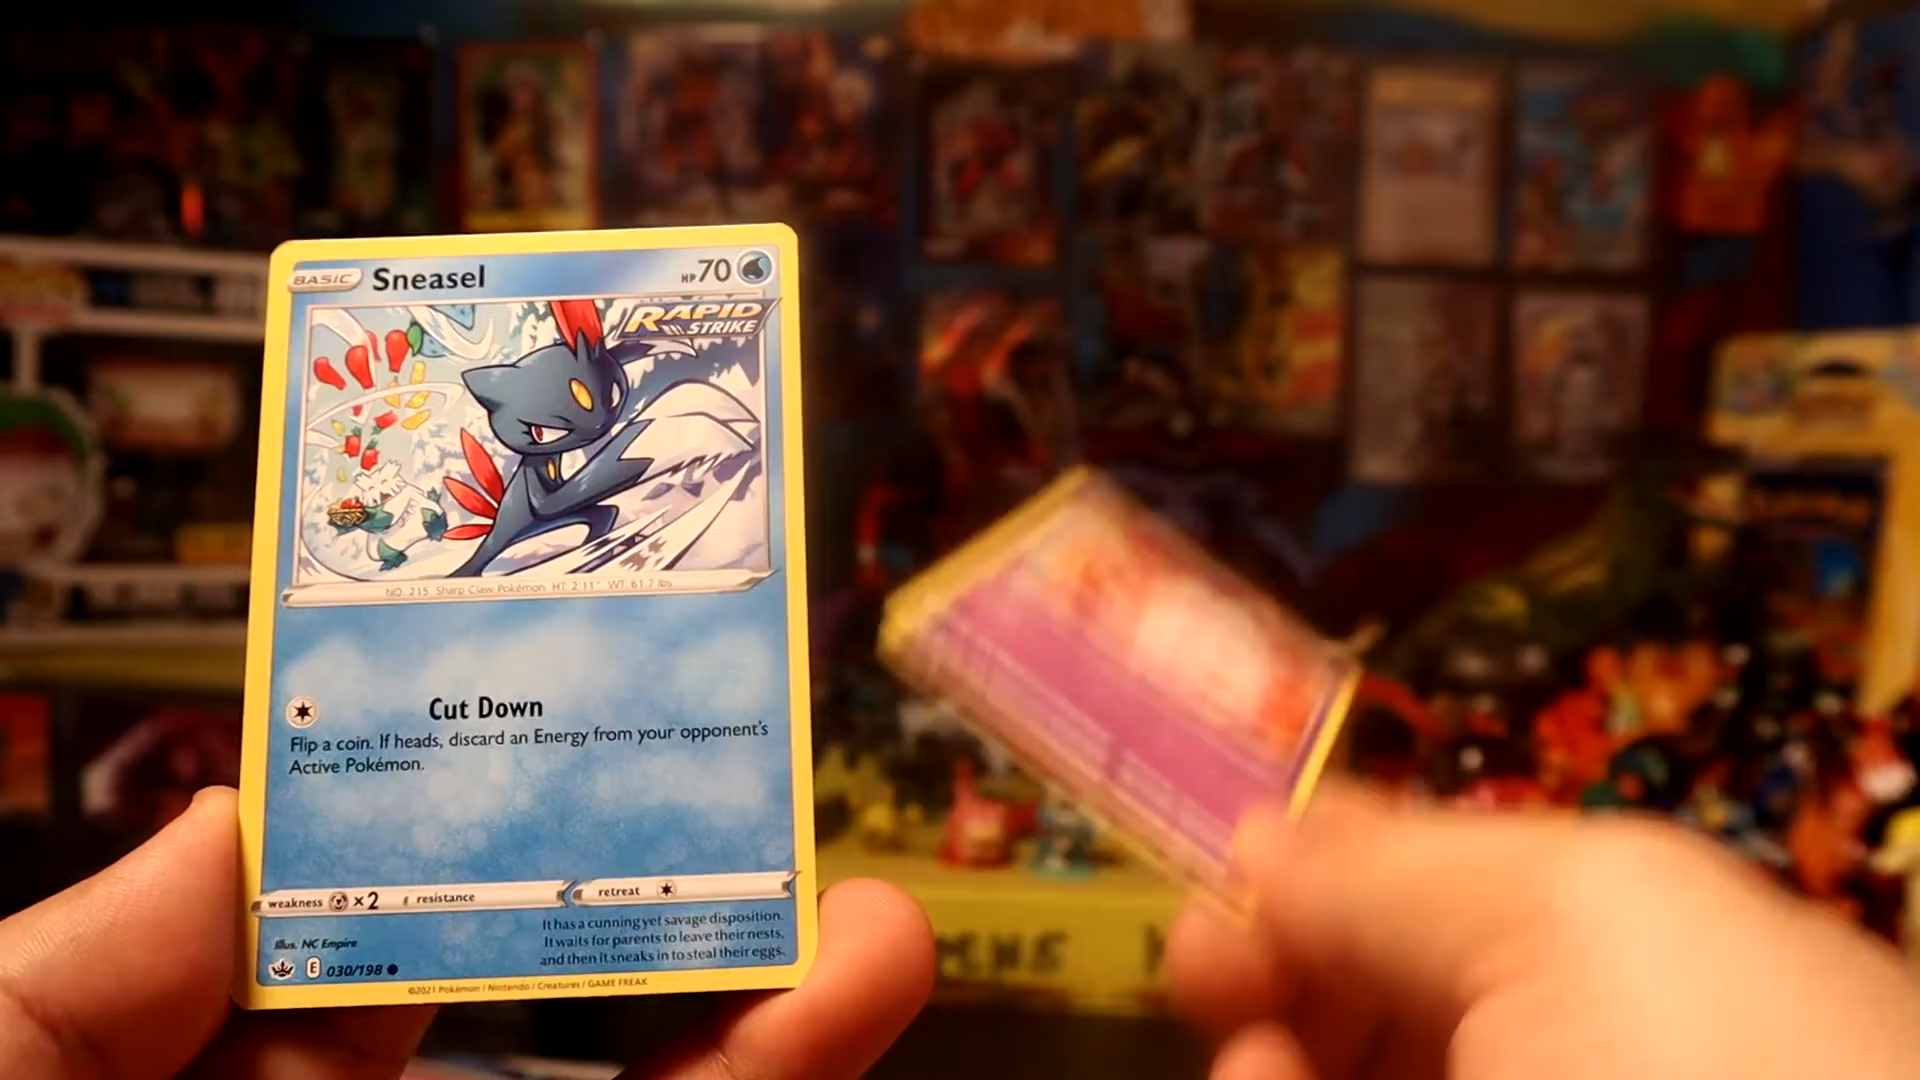 BASIC Sneasel HP 70
RAPID
STRIKE
NO. 215 Sharp Claw Pokémon HT: 2'11" WT: 61.7 lbs
Cut Down
Flip a coin. If heads, discard an Energy from your opponent's
Active Pokémon.
weakness ×2 resistance retreat
It has a cunning yet savage disposition.
It waits for parents to leave their nests,
and then it sneaks in to steal their eggs.
Illus. NC Empire
E 030/198
©2021 Pokémon / Nintendo / Creatures / GAME FREAK